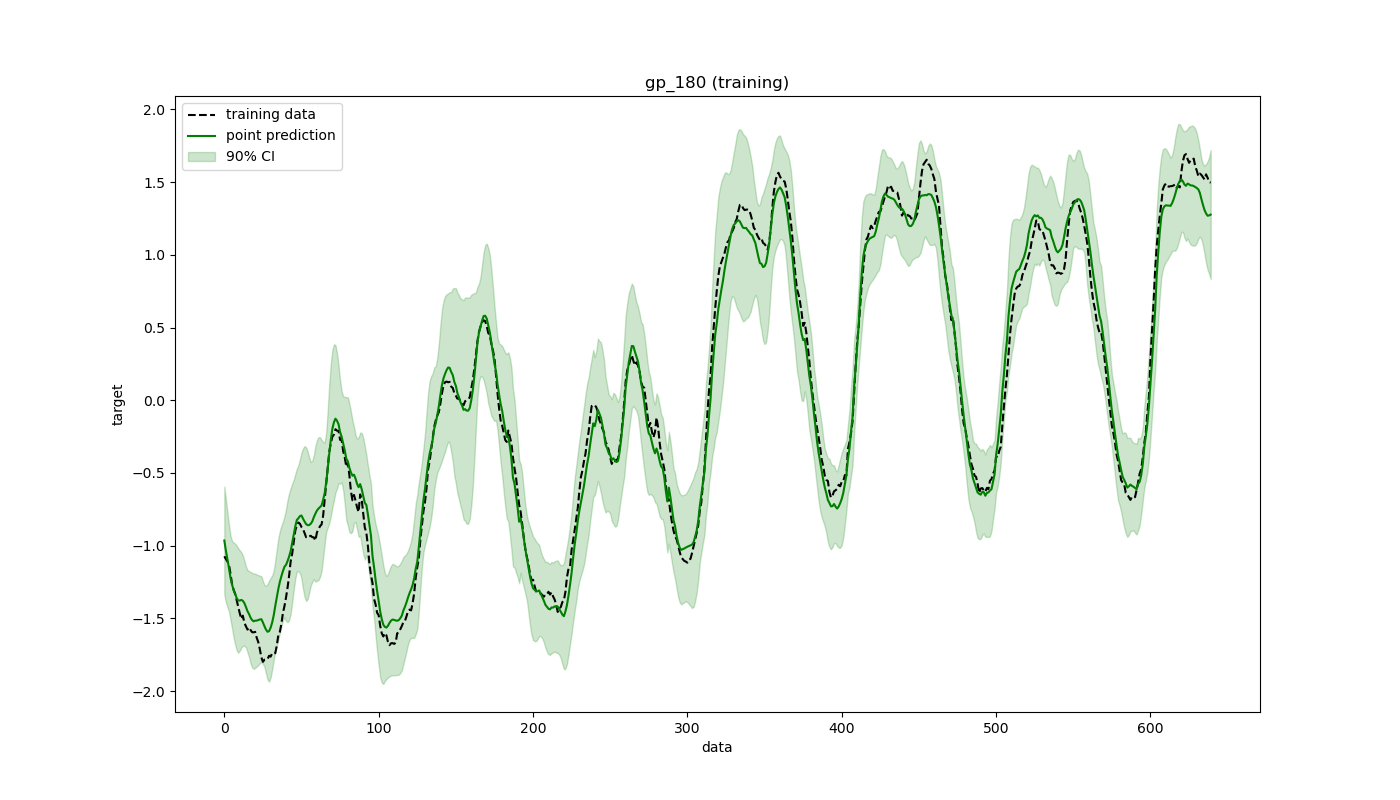 gp_180 (training)
training data
point prediction
90% CI
target
2.0
1.5
1.0
0.5
0.0
−0.5
−1.0
−1.5
−2.0
0 100 200 300 400 500 600
data